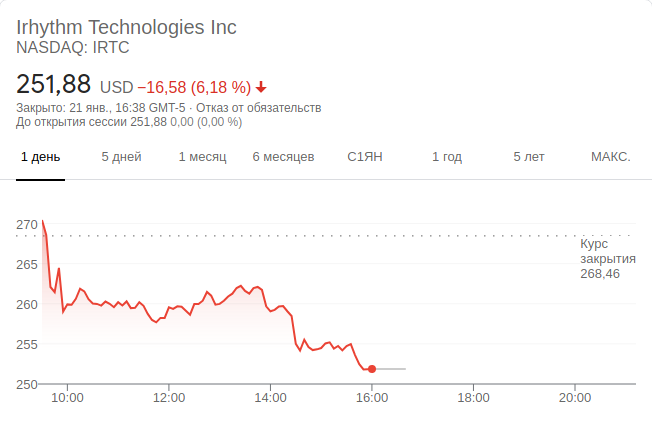 Irhythm Technologies Inc
NASDAQ: IRTC
251,88 USD −16,58 (6,18 %)
Закрыто: 21 янв., 16:38 GMT-5 · Отказ от обязательств
До открытия сессии 251,88 0,00 (0,00 %)
1 день 5 дней 1 месяц 6 месяцев С1ЯН 1 год 5 лет МАКС.
270
Курс
закрытия
268,46
265
260
255
250
10:00 12:00 14:00 16:00 18:00 20:00